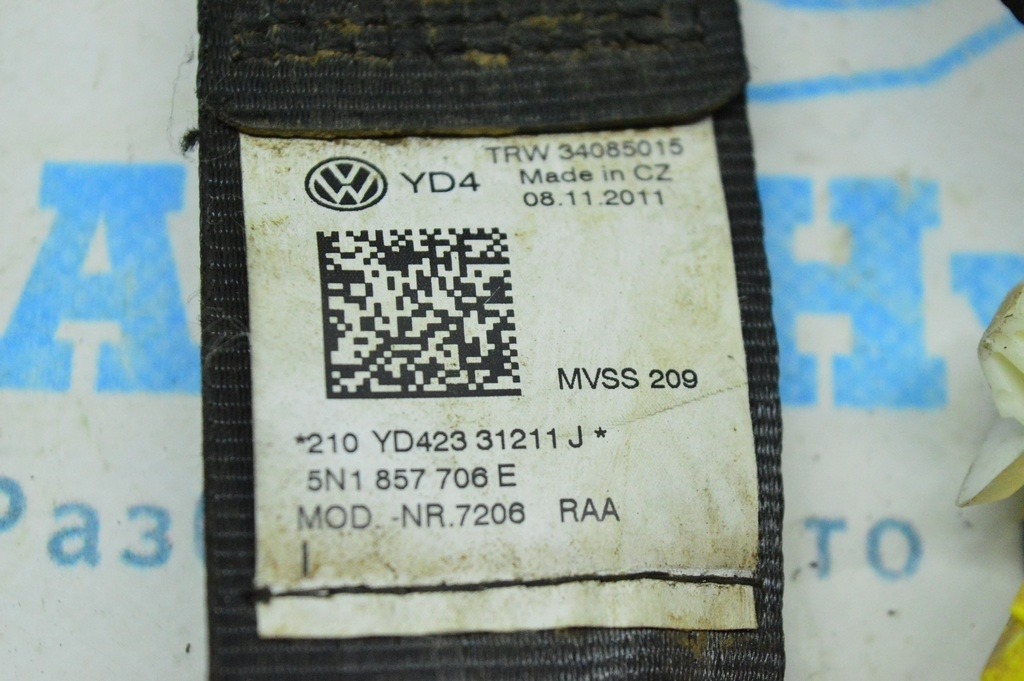 TRW 34085015
YD4
Made in CZ
08.11.2011
MVSS 209
*210 YD423 31211 J *
5N1 857 706 E
MOD. -NR.7206 RAA